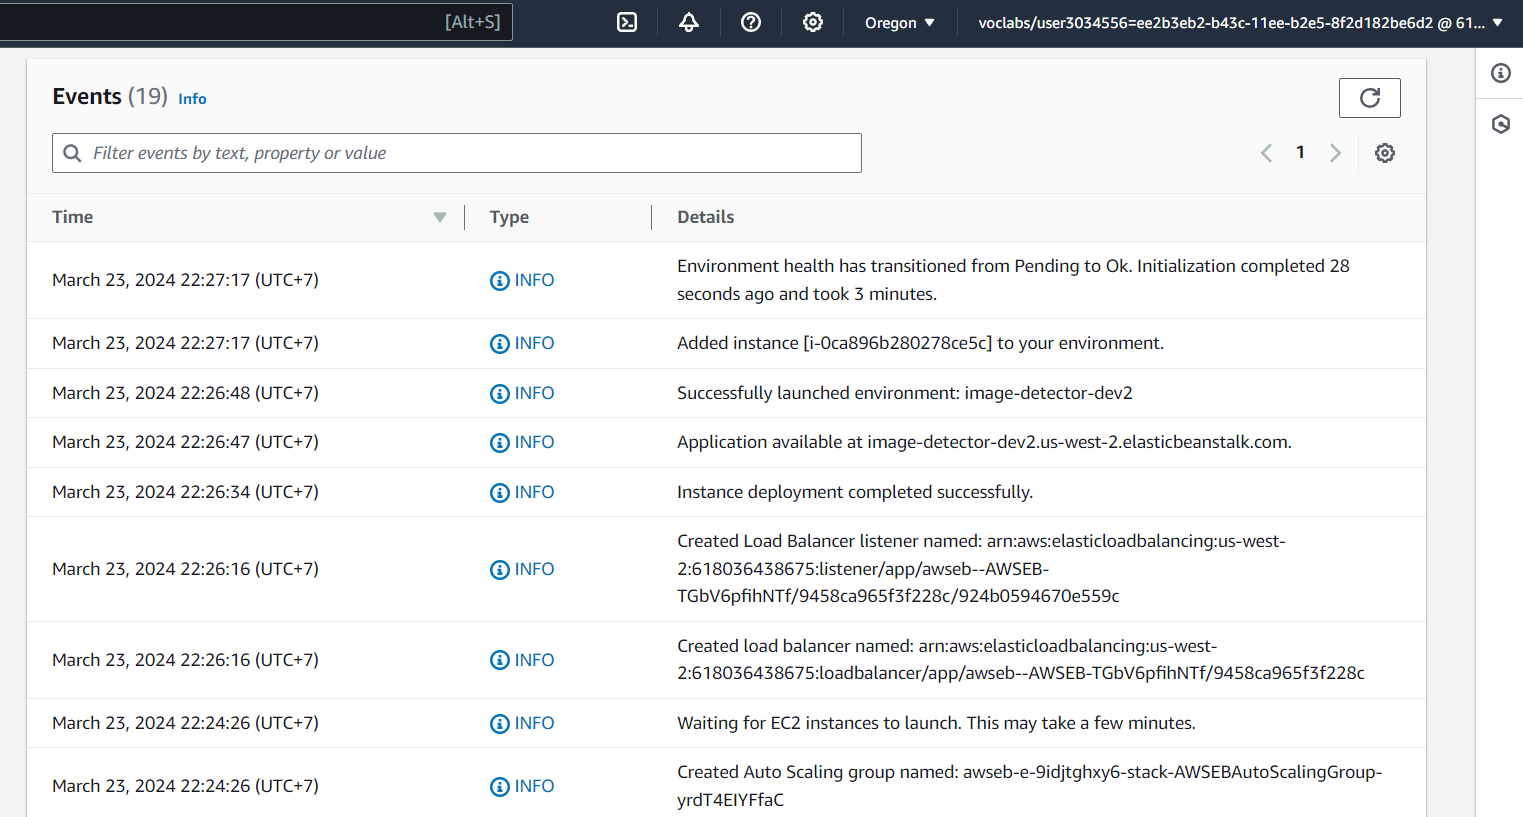 [Alt+S]
Oregon
voclabs/user3034556=ee2b3eb2-b43c-11ee-b2e5-8f2d182be6d2 @ 61...
Events (19) Info
Filter events by text, property or value
1
Time Type Details
March 23, 2024 22:27:17 (UTC+7) INFO Environment health has transitioned from Pending to Ok. Initialization completed 28
seconds ago and took 3 minutes.
March 23, 2024 22:27:17 (UTC+7) INFO Added instance [i-0ca896b280278ce5c] to your environment.
March 23, 2024 22:26:48 (UTC+7) INFO Successfully launched environment: image-detector-dev2
March 23, 2024 22:26:47 (UTC+7) INFO Application available at image-detector-dev2.us-west-2.elasticbeanstalk.com.
March 23, 2024 22:26:34 (UTC+7) INFO Instance deployment completed successfully.
March 23, 2024 22:26:16 (UTC+7) INFO Created Load Balancer listener named: arn:aws:elasticloadbalancing:us-west-
2:618036438675:listener/app/awseb--AWSEB-
TGbV6pfihNTf/9458ca965f3f228c/924b0594670e559c
March 23, 2024 22:26:16 (UTC+7) INFO Created load balancer named: arn:aws:elasticloadbalancing:us-west-
2:618036438675:loadbalancer/app/awseb--AWSEB-TGbV6pfihNTf/9458ca965f3f228c
March 23, 2024 22:24:26 (UTC+7) INFO Waiting for EC2 instances to launch. This may take a few minutes.
March 23, 2024 22:24:26 (UTC+7) INFO Created Auto Scaling group named: awseb-e-9idjtghxy6-stack-AWSEBAutoScalingGroup-
yrdT4EIYFfaC